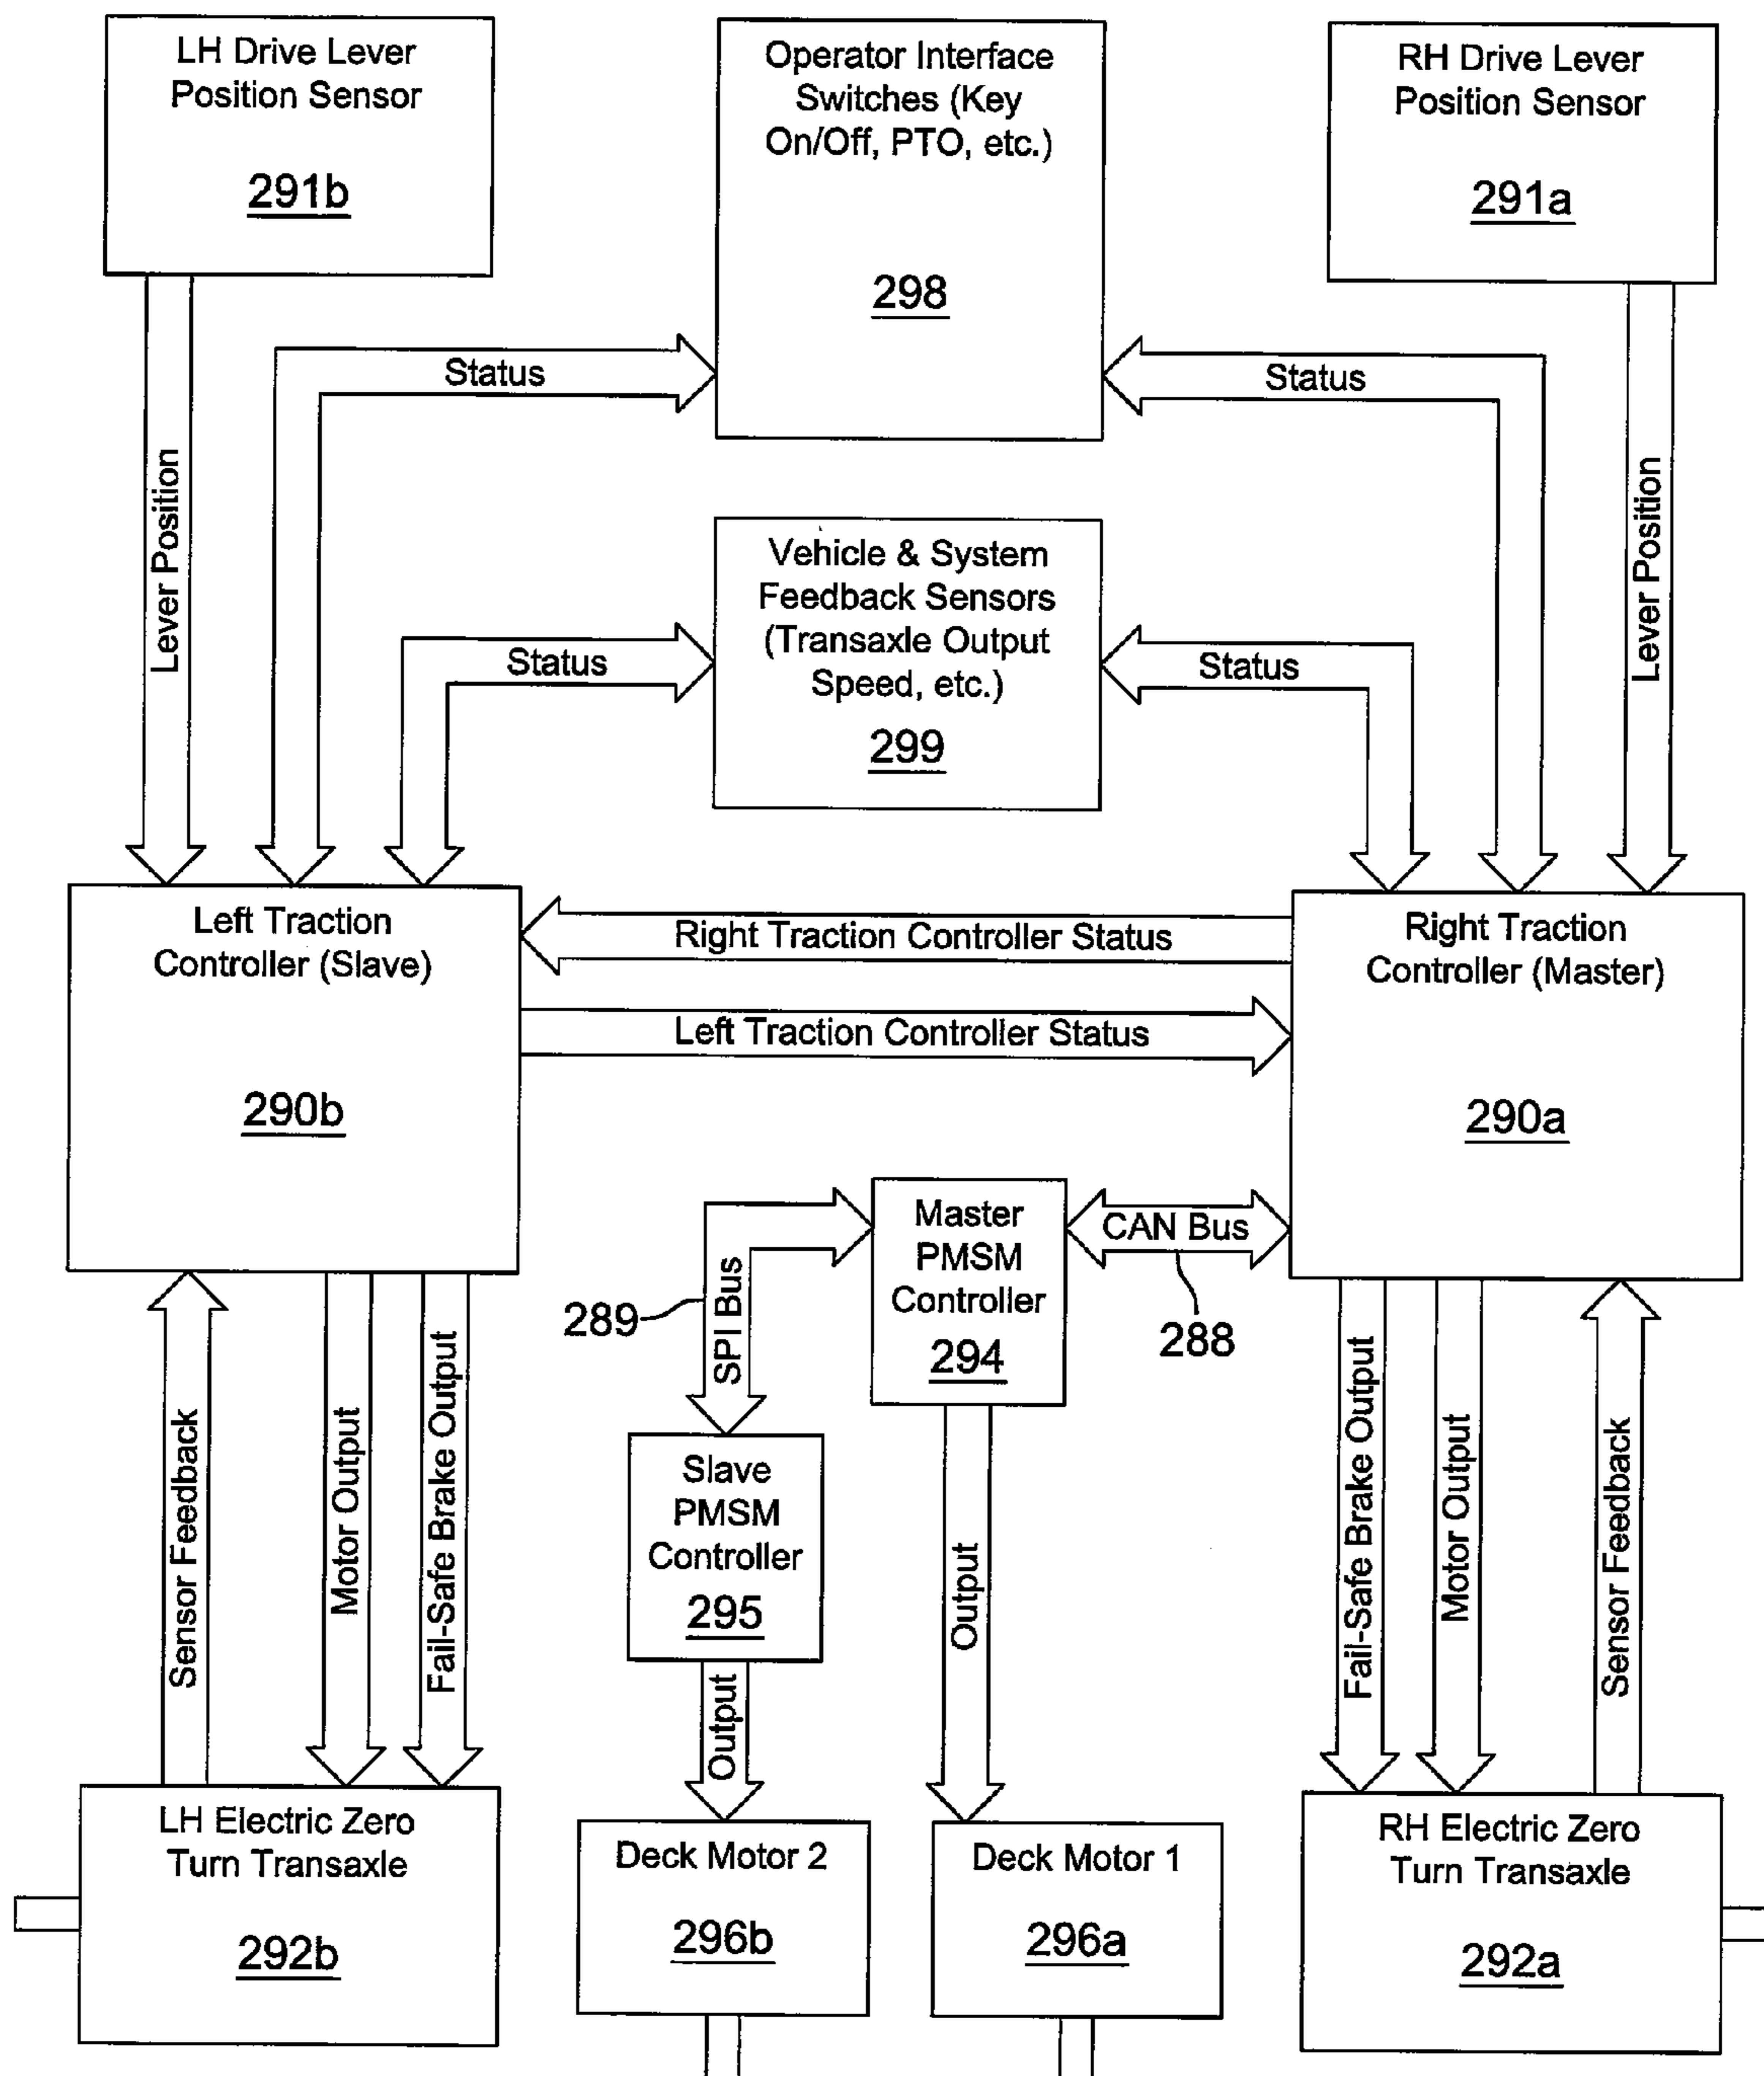 LH Drive Lever
Position Sensor
291b
Operator Interface
Switches (Key
On/Off, PTO, etc.)
298
RH Drive Lever
Position Sensor
291a
Status
Status
Lever Position
Lever Position
Vehicle & System
Feedback Sensors
(Transaxle Output
Speed, etc.)
299
Status
Status
Left Traction
Controller (Slave)
290b
Right Traction Controller Status
Left Traction Controller Status
Right Traction
Controller (Master)
290a
Master
PMSM
Controller
294
CAN Bus
288
SPI Bus
289
Slave
PMSM
Controller
295
Sensor Feedback
Motor Output
Fail-Safe Brake Output
Output
Output
Fail-Safe Brake Output
Motor Output
Sensor Feedback
LH Electric Zero
Turn Transaxle
292b
Deck Motor 2
296b
Deck Motor 1
296a
RH Electric Zero
Turn Transaxle
292a